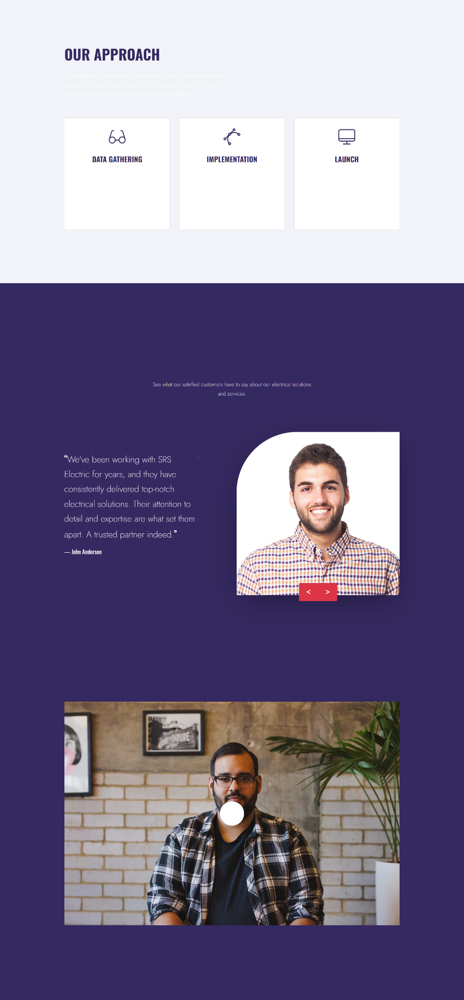 OUR APPROACH
At SRS Electric, our approach is centered on delivering top-notch electrical
solutions that meet the highest standards of quality and safety. We
a comprehensive process to ensure reliability and
DATA GATHERING
IMPLEMENTATION
LAUNCH
See what our satisfied customers have to say about our electrical solutions
and services.
“We've been working with SRS
Electric for years, and they have
consistently delivered top-notch
electrical solutions. Their attention to
detail and expertise are what set them
apart. A trusted partner indeed.”
— John Anderson
< >